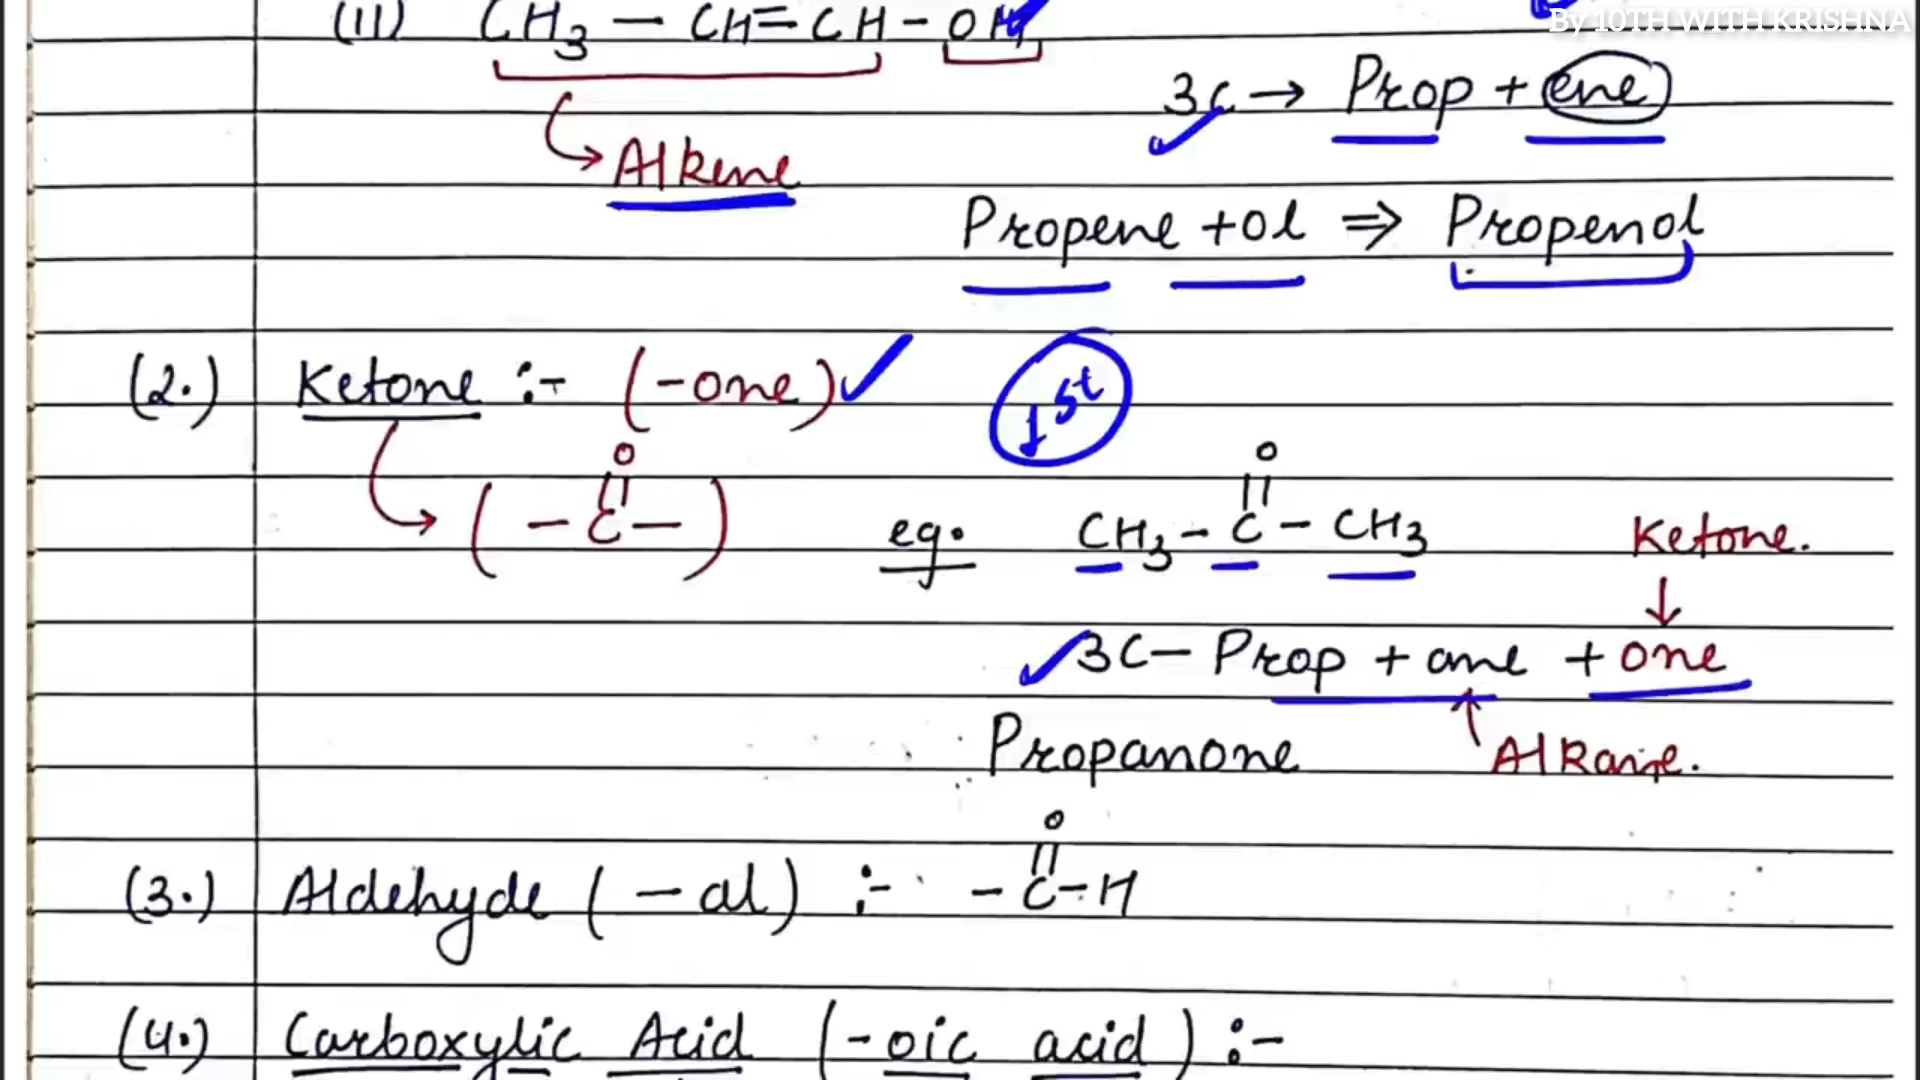 By 10TH WITH KRISHNA
(II) CH3 — CH=CH-OH
3C → Prop + ene
Alkene
Propene +ol ⇒ Propenol
(2.) Ketone :- (-one)
1st
O
(-C-)
eg.
O
CH3-C-CH3
Ketone.
3C- Prop + ane + one
Propanone
Alkane.
O
(3.) Aldehyde (-al) :- -C-H
(4.) Carboxylic Acid (-oic acid) :-